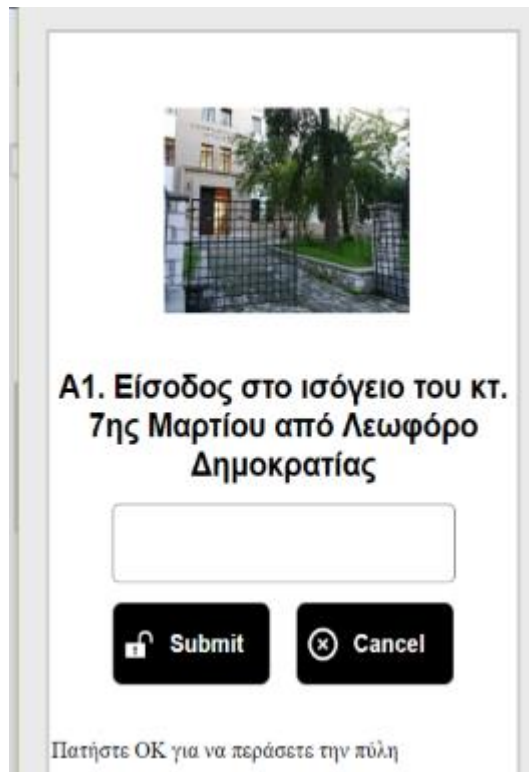 Α1. Είσοδος στο ισόγειο του κτ.
7ης Μαρτίου από Λεωφόρο
Δημοκρατίας
Submit
Cancel
Πατήστε ΟΚ για να περάσετε την πύλη